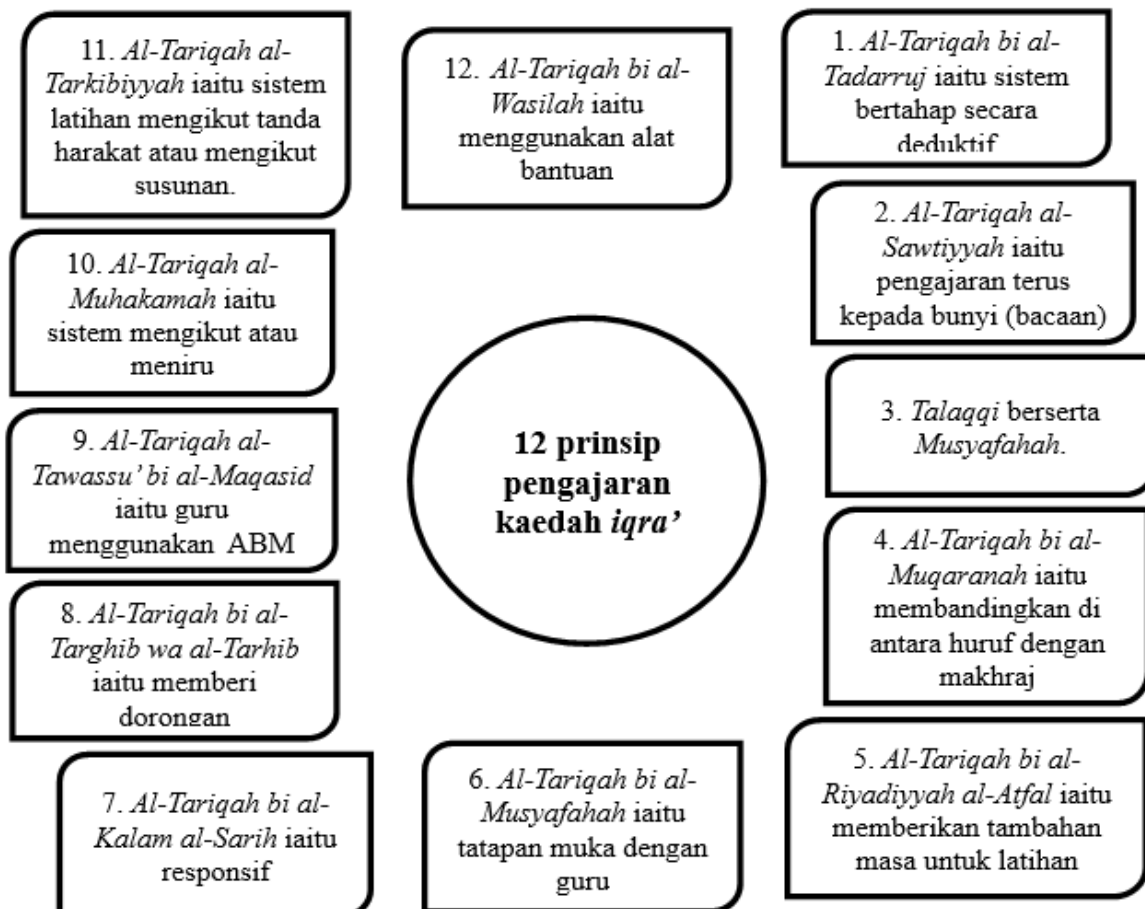 11. Al-Tariqah al-
Tarkibiyyah iaitu sistem
latihan mengikut tanda
harakat atau mengikut
susunan.
12. Al-Tariqah bi al-
Wasilah iaitu
menggunakan alat
bantuan
1. Al-Tariqah bi al-
Tadarruj iaitu sistem
bertahap secara
deduktif
2. Al-Tariqah al-
Sawtiyyah iaitu
pengajaran terus
kepada bunyi (bacaan)
3. Talaqqi berserta
Musyafahah.
4. Al-Tariqah bi al-
Muqaranah iaitu
membandingkan di
antara huruf dengan
makhraj
5. Al-Tariqah bi al-
Riyadiyyah al-Atfal iaitu
memberikan tambahan
masa untuk latihan
6. Al-Tariqah bi al-
Musyafahah iaitu
tatapan muka dengan
guru
7. Al-Tariqah bi al-
Kalam al-Sarih iaitu
responsif
8. Al-Tariqah bi al-
Targhib wa al-Tarhib
iaitu memberi
dorongan
9. Al-Tariqah al-
Tawassu’ bi al-Maqasid
iaitu guru
menggunakan ABM
10. Al-Tariqah al-
Muhakamah iaitu
sistem mengikut atau
meniru
12 prinsip
pengajaran
kaedah iqra’